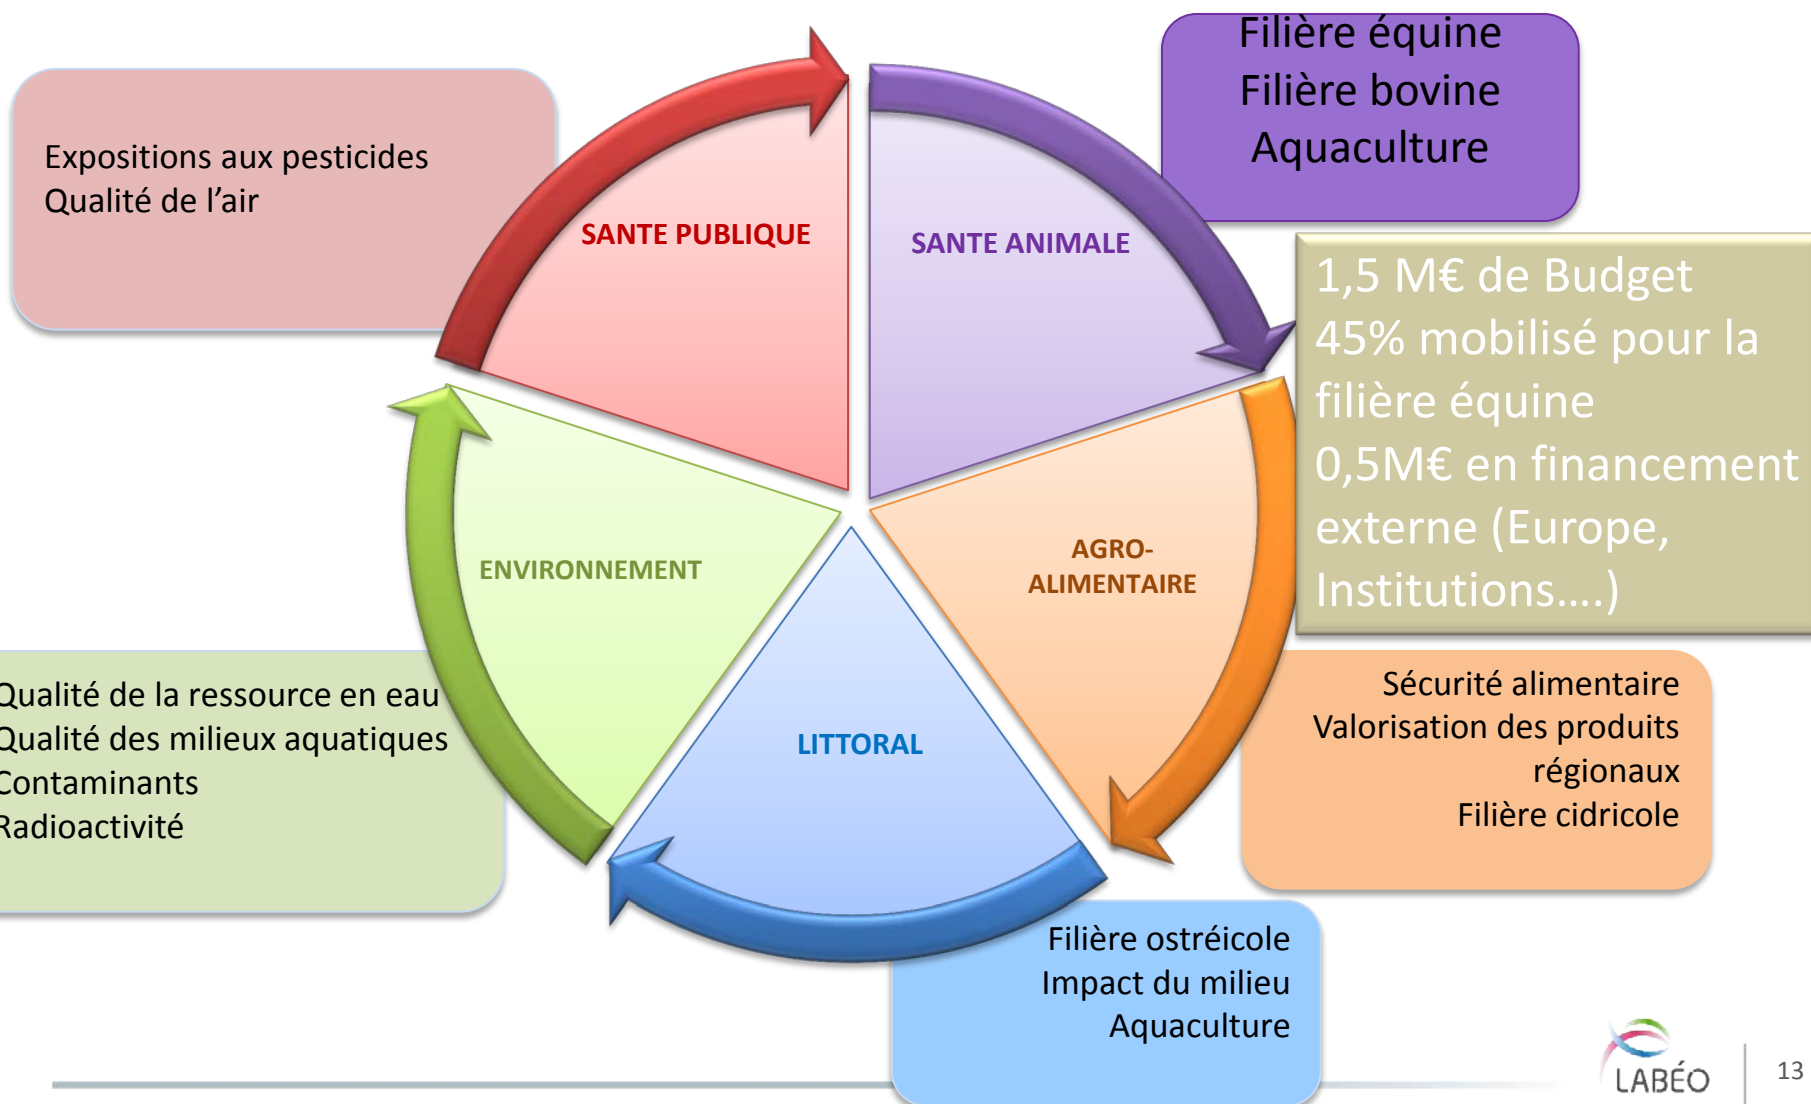 Filière équine
Filière bovine
Aquaculture
Expositions aux pesticides
Qualité de l'air
SANTE PUBLIQUE
SANTE ANIMALE
1,5 M€ de Budget
45% mobilisé pour la
filière équine
0,5M€ en financement
externe (Europe,
Institutions....)
AGRO-
ALIMENTAIRE
ENVIRONNEMENT
LITTORAL
Qualité de la ressource en eau
Qualité des milieux aquatiques
Contaminants
Radioactivité
Sécurité alimentaire
Valorisation des produits
régionaux
Filière cidricole
Filière ostréicole
Impact du milieu
Aquaculture
LABÉO
13